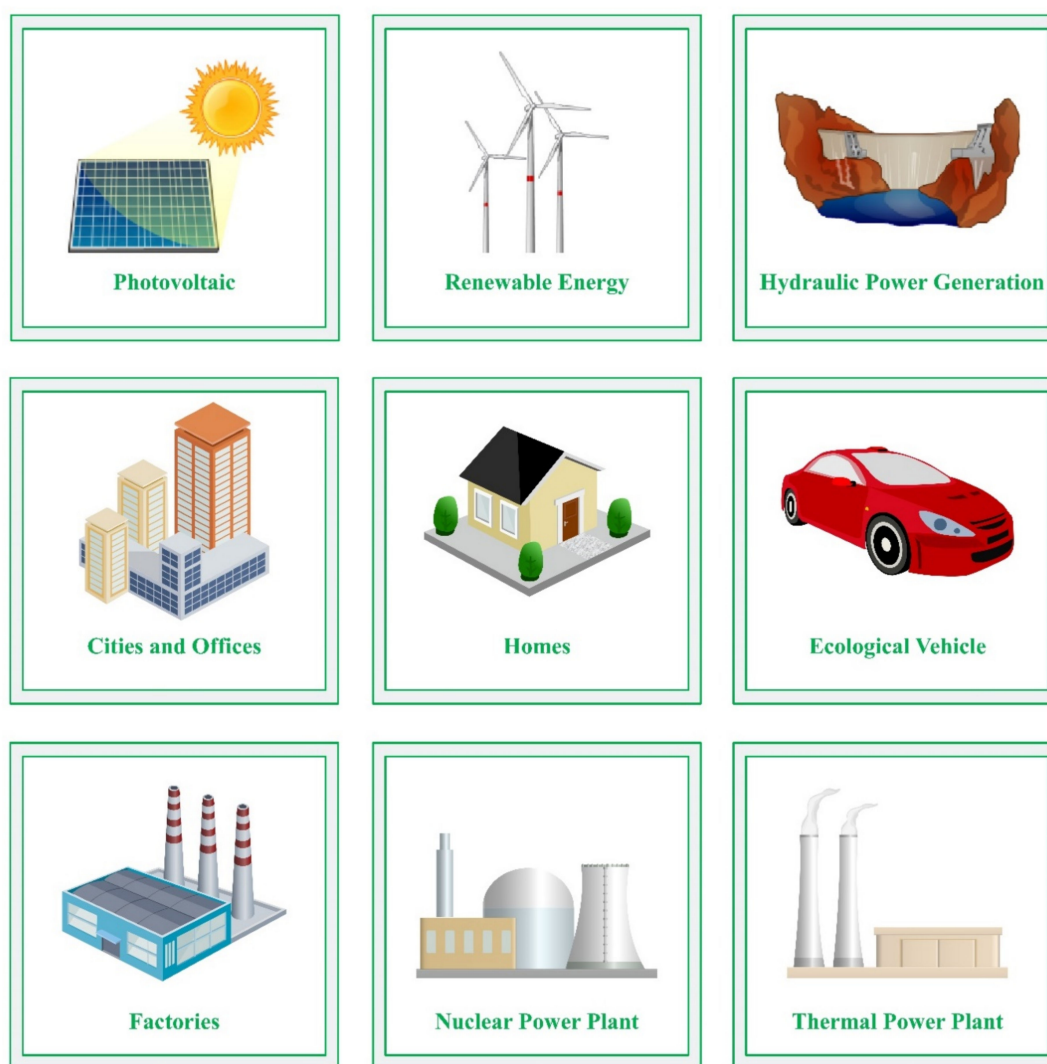 Photovoltaic
Renewable Energy
Hydraulic Power Generation
Cities and Offices
Homes
Ecological Vehicle
Factories
Nuclear Power Plant
Thermal Power Plant